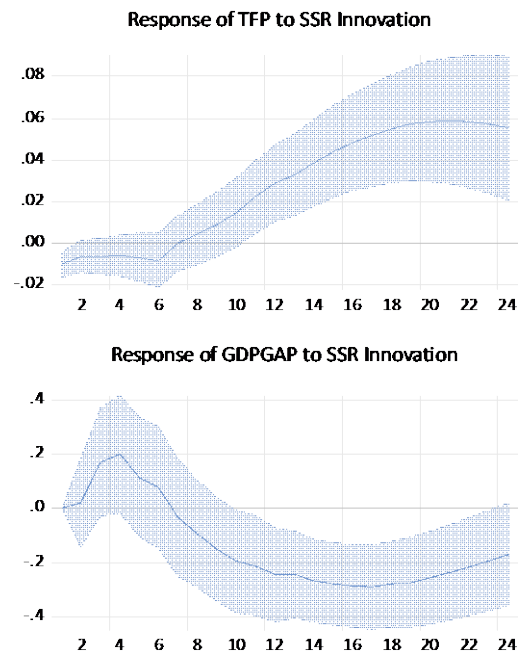 Response of TFP to SSR Innovation
.08
.06
.04
.02
.00
-.02
2 4 6 8 10 12 14 16 18 20 22 24
Response of GDPGAP to SSR Innovation
.4
.2
.0
-.2
-.4
2 4 6 8 10 12 14 16 18 20 22 24